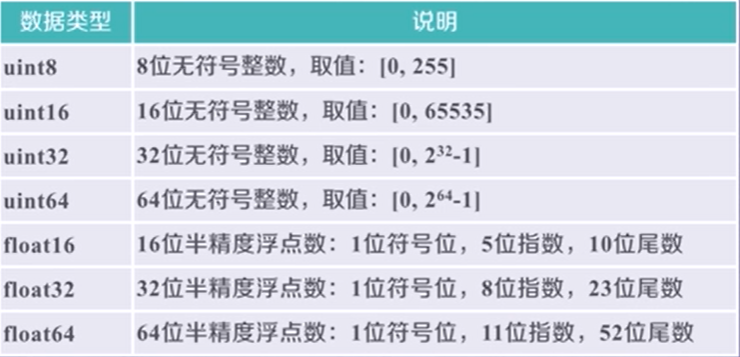 数据类型 说明
uint8 8位无符号整数，取值：[0, 255]
uint16 16位无符号整数，取值：[0, 65535]
uint32 32位无符号整数，取值：[0, 2³²-1]
uint64 64位无符号整数，取值：[0, 2⁶⁴-1]
float16 16位半精度浮点数：1位符号位，5位指数，10位尾数
float32 32位半精度浮点数：1位符号位，8位指数，23位尾数
float64 64位半精度浮点数：1位符号位，11位指数，52位尾数